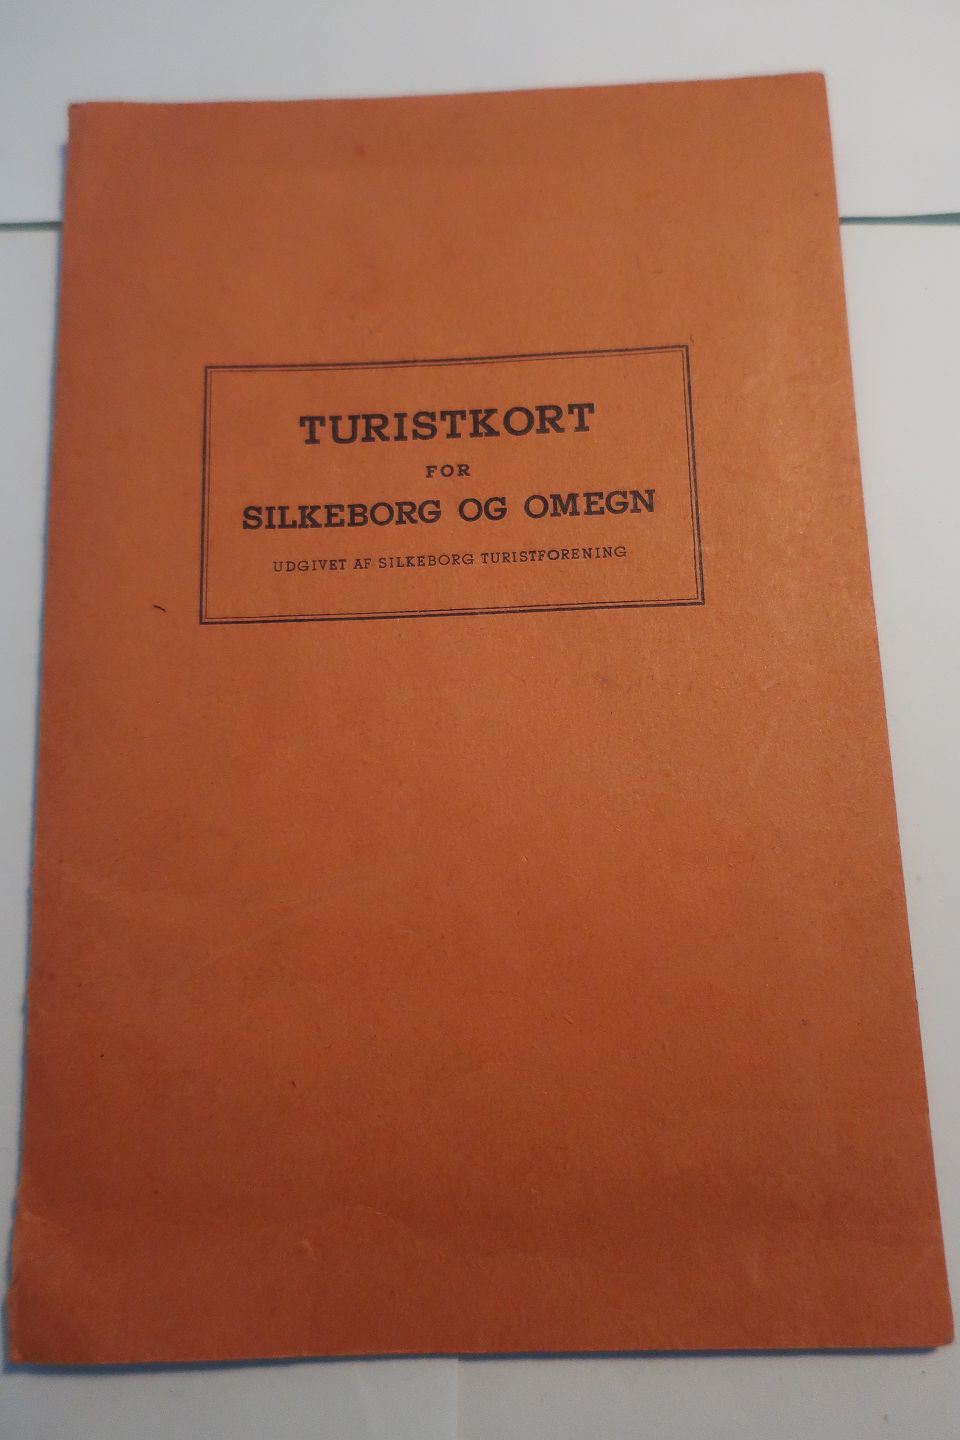 TURISTKORT
FOR
SILKEBORG OG OMEGN
UDGIVET AF SILKEBORG TURISTFORENING